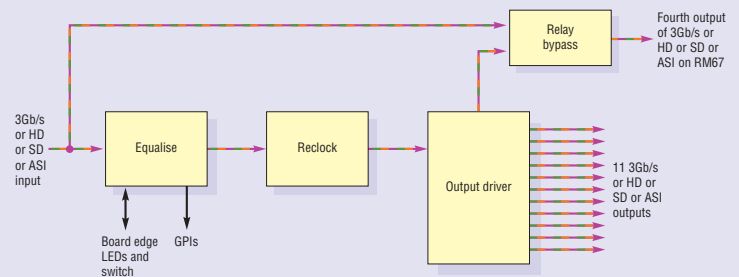 Relay
bypass
Fourth output
of 3Gb/s or
HD or SD or
ASI on RM67
3Gb/s
or HD
or SD
or ASI
input
Equalise
Reclock
Output driver
11 3Gb/s
or HD or
SD or ASI
outputs
Board edge
LEDs and
switch
GPIs